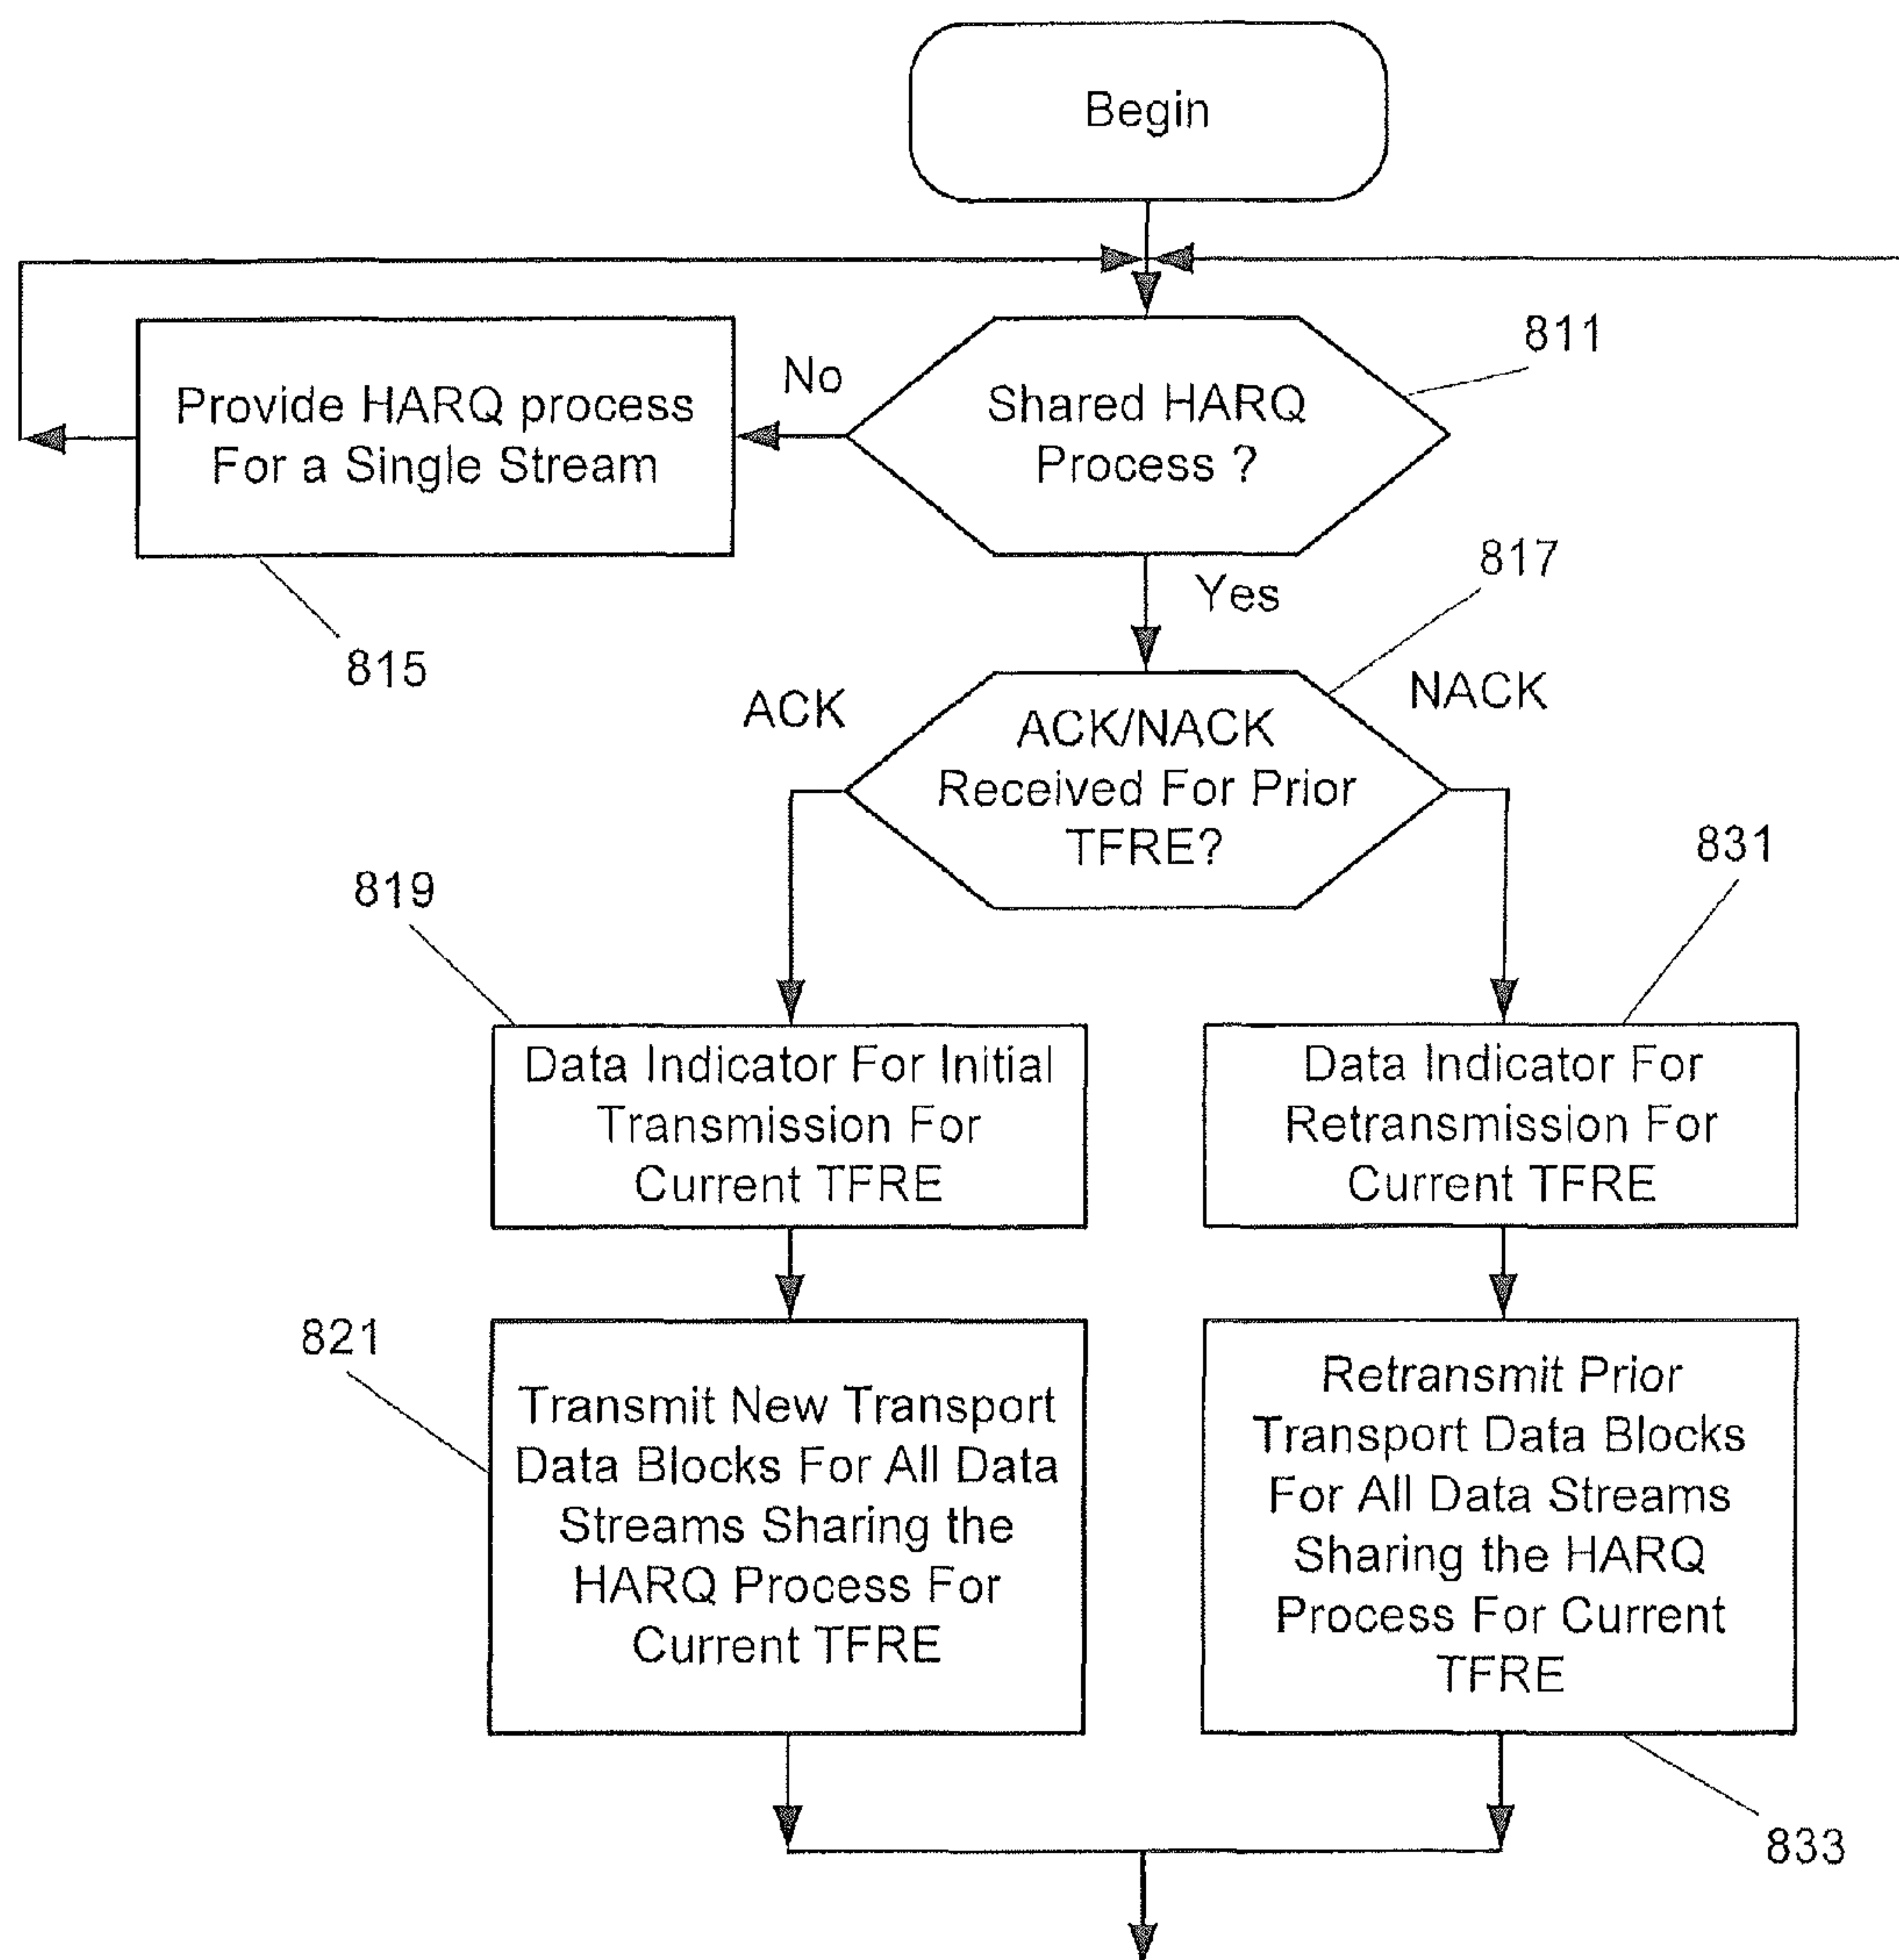 Begin
811
Shared HARQ
Process ?
No
Provide HARQ process
For a Single Stream
815
Yes
817
ACK/NACK
Received For Prior
TFRE?
ACK
NACK
819
Data Indicator For Initial
Transmission For
Current TFRE
831
Data Indicator For
Retransmission For
Current TFRE
821
Transmit New Transport
Data Blocks For All Data
Streams Sharing the
HARQ Process For
Current TFRE
Retransmit Prior
Transport Data Blocks
For All Data Streams
Sharing the HARQ
Process For Current
TFRE
833